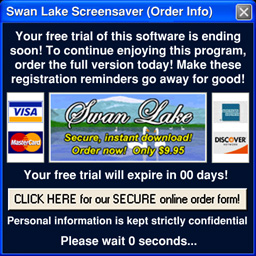 Swan Lake Screensaver (Order Info)
Your free trial of this software is ending
soon! To continue enjoying this program,
order the full version today! Make these
registration reminders go away for good!
VISA
MasterCard
Swan Lake
Secure, instant download!
Order now! Only $9.95
DISCOVER
Your free trial will expire in 00 days!
CLICK HERE for our SECURE online order form!
Personal information is kept strictly confidential
Please wait 0 seconds...